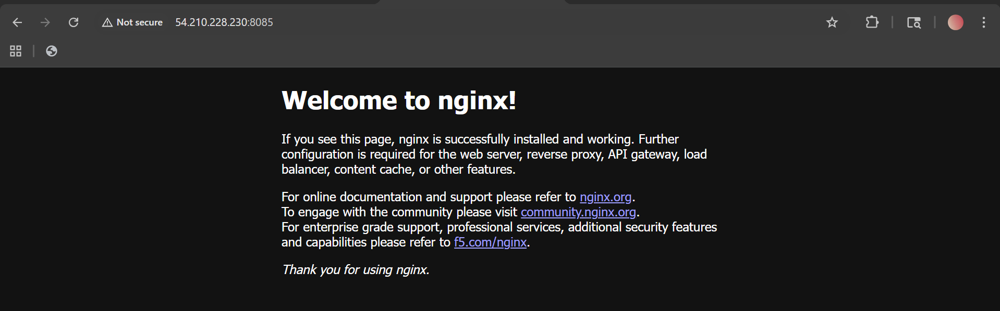 Not secure 54.210.228.230:8085
Welcome to nginx!
If you see this page, nginx is successfully installed and working. Further
configuration is required for the web server, reverse proxy, API gateway, load
balancer, content cache, or other features.
For online documentation and support please refer to nginx.org.
To engage with the community please visit community.nginx.org.
For enterprise grade support, professional services, additional security features
and capabilities please refer to f5.com/nginx.
Thank you for using nginx.